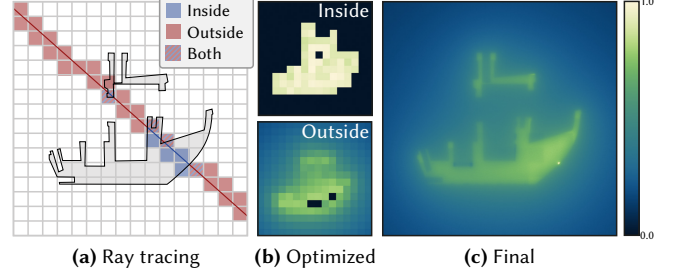 Inside
Outside
Both
Inside
Outside
1.0
0.0
(a) Ray tracing
(b) Optimized
(c) Final